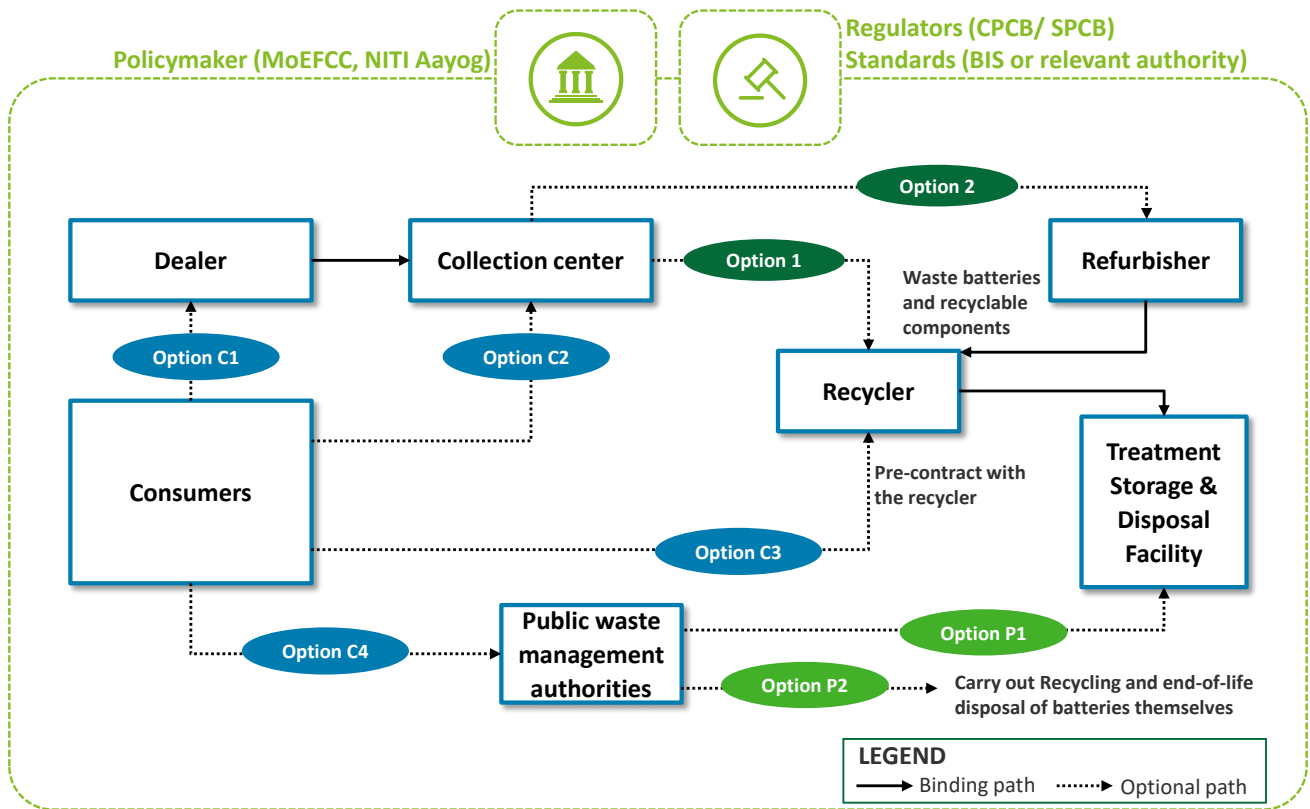 Policymaker (MoEFCC, NITI Aayog)
Regulators (CPCB/ SPCB)
Standards (BIS or relevant authority)
Option 2
Dealer
Collection center
Option 1
Refurbisher
Waste batteries
and recyclable
components
Option C1
Option C2
Recycler
Consumers
Pre-contract with
the recycler
Treatment
Storage &
Disposal
Facility
Option C3
Public waste
management
authorities
Option C4
Option P1
Option P2
Carry out Recycling and end-of-life
disposal of batteries themselves
LEGEND
Binding path
Optional path